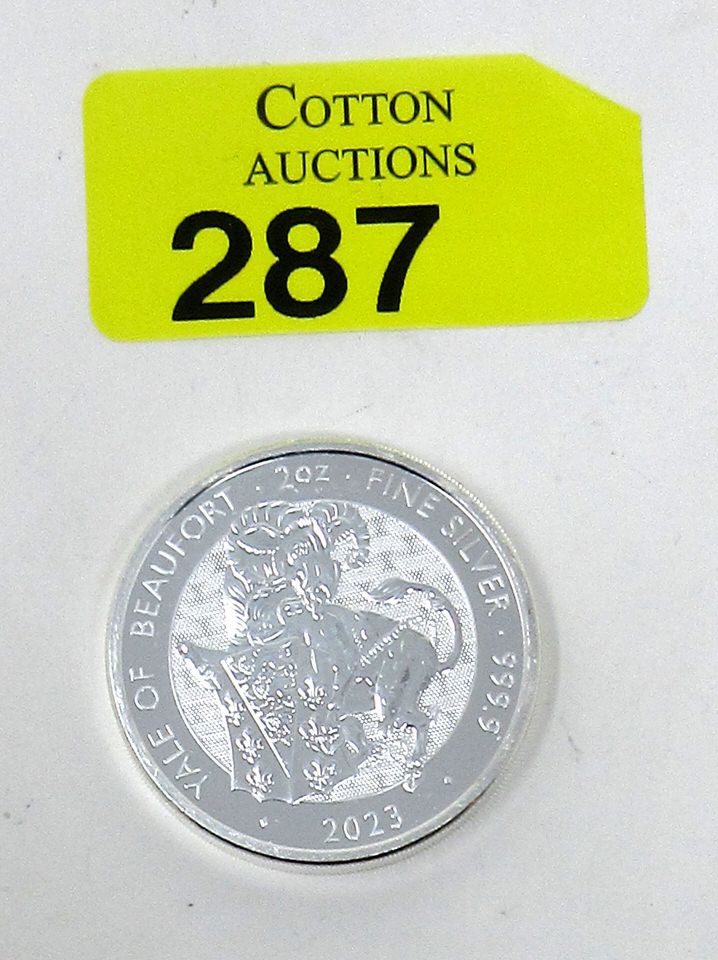 COTTON
AUCTIONS
287
YALE OF BEAUFORT · 2oz · FINE SILVER · 999.9
2023